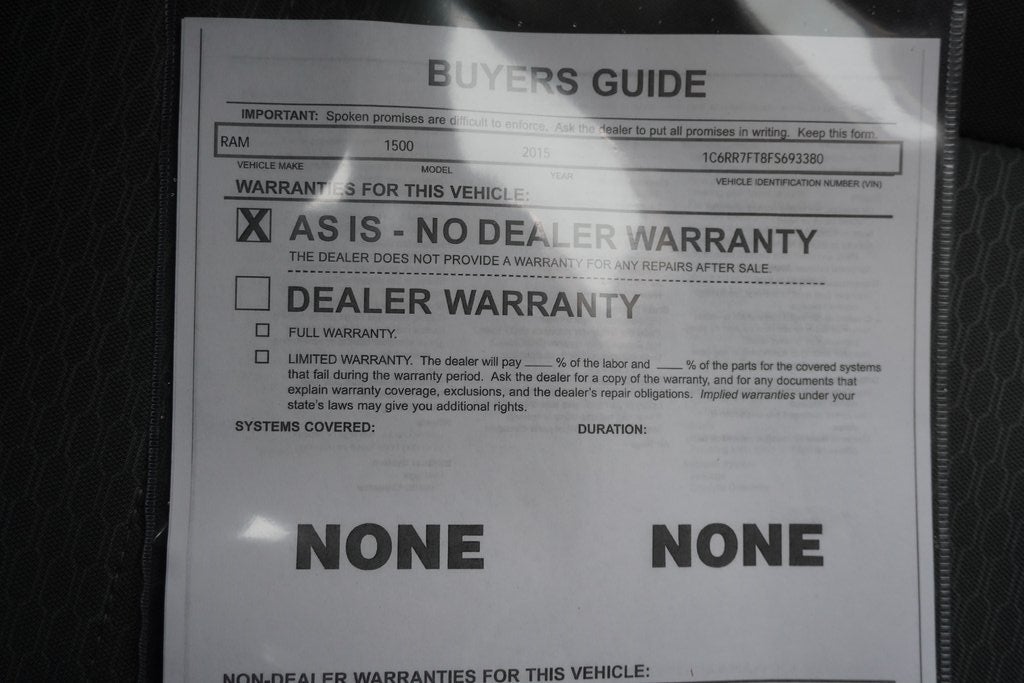 BUYERS GUIDE
IMPORTANT: Spoken promises are difficult to enforce. Ask the dealer to put all promises in writing. Keep this form.
RAM 1500 2015 1C6RR7FT8FS693380
VEHICLE MAKE MODEL YEAR VEHICLE IDENTIFICATION NUMBER (VIN)
WARRANTIES FOR THIS VEHICLE:
X AS IS - NO DEALER WARRANTY
THE DEALER DOES NOT PROVIDE A WARRANTY FOR ANY REPAIRS AFTER SALE.
DEALER WARRANTY
FULL WARRANTY.
LIMITED WARRANTY. The dealer will pay ____ % of the labor and ____ % of the parts for the covered systems
that fail during the warranty period. Ask the dealer for a copy of the warranty, and for any documents that
explain warranty coverage, exclusions, and the dealer's repair obligations. Implied warranties under your
state's laws may give you additional rights.
SYSTEMS COVERED: DURATION:
NONE NONE
NON-DEALER WARRANTIES FOR THIS VEHICLE: